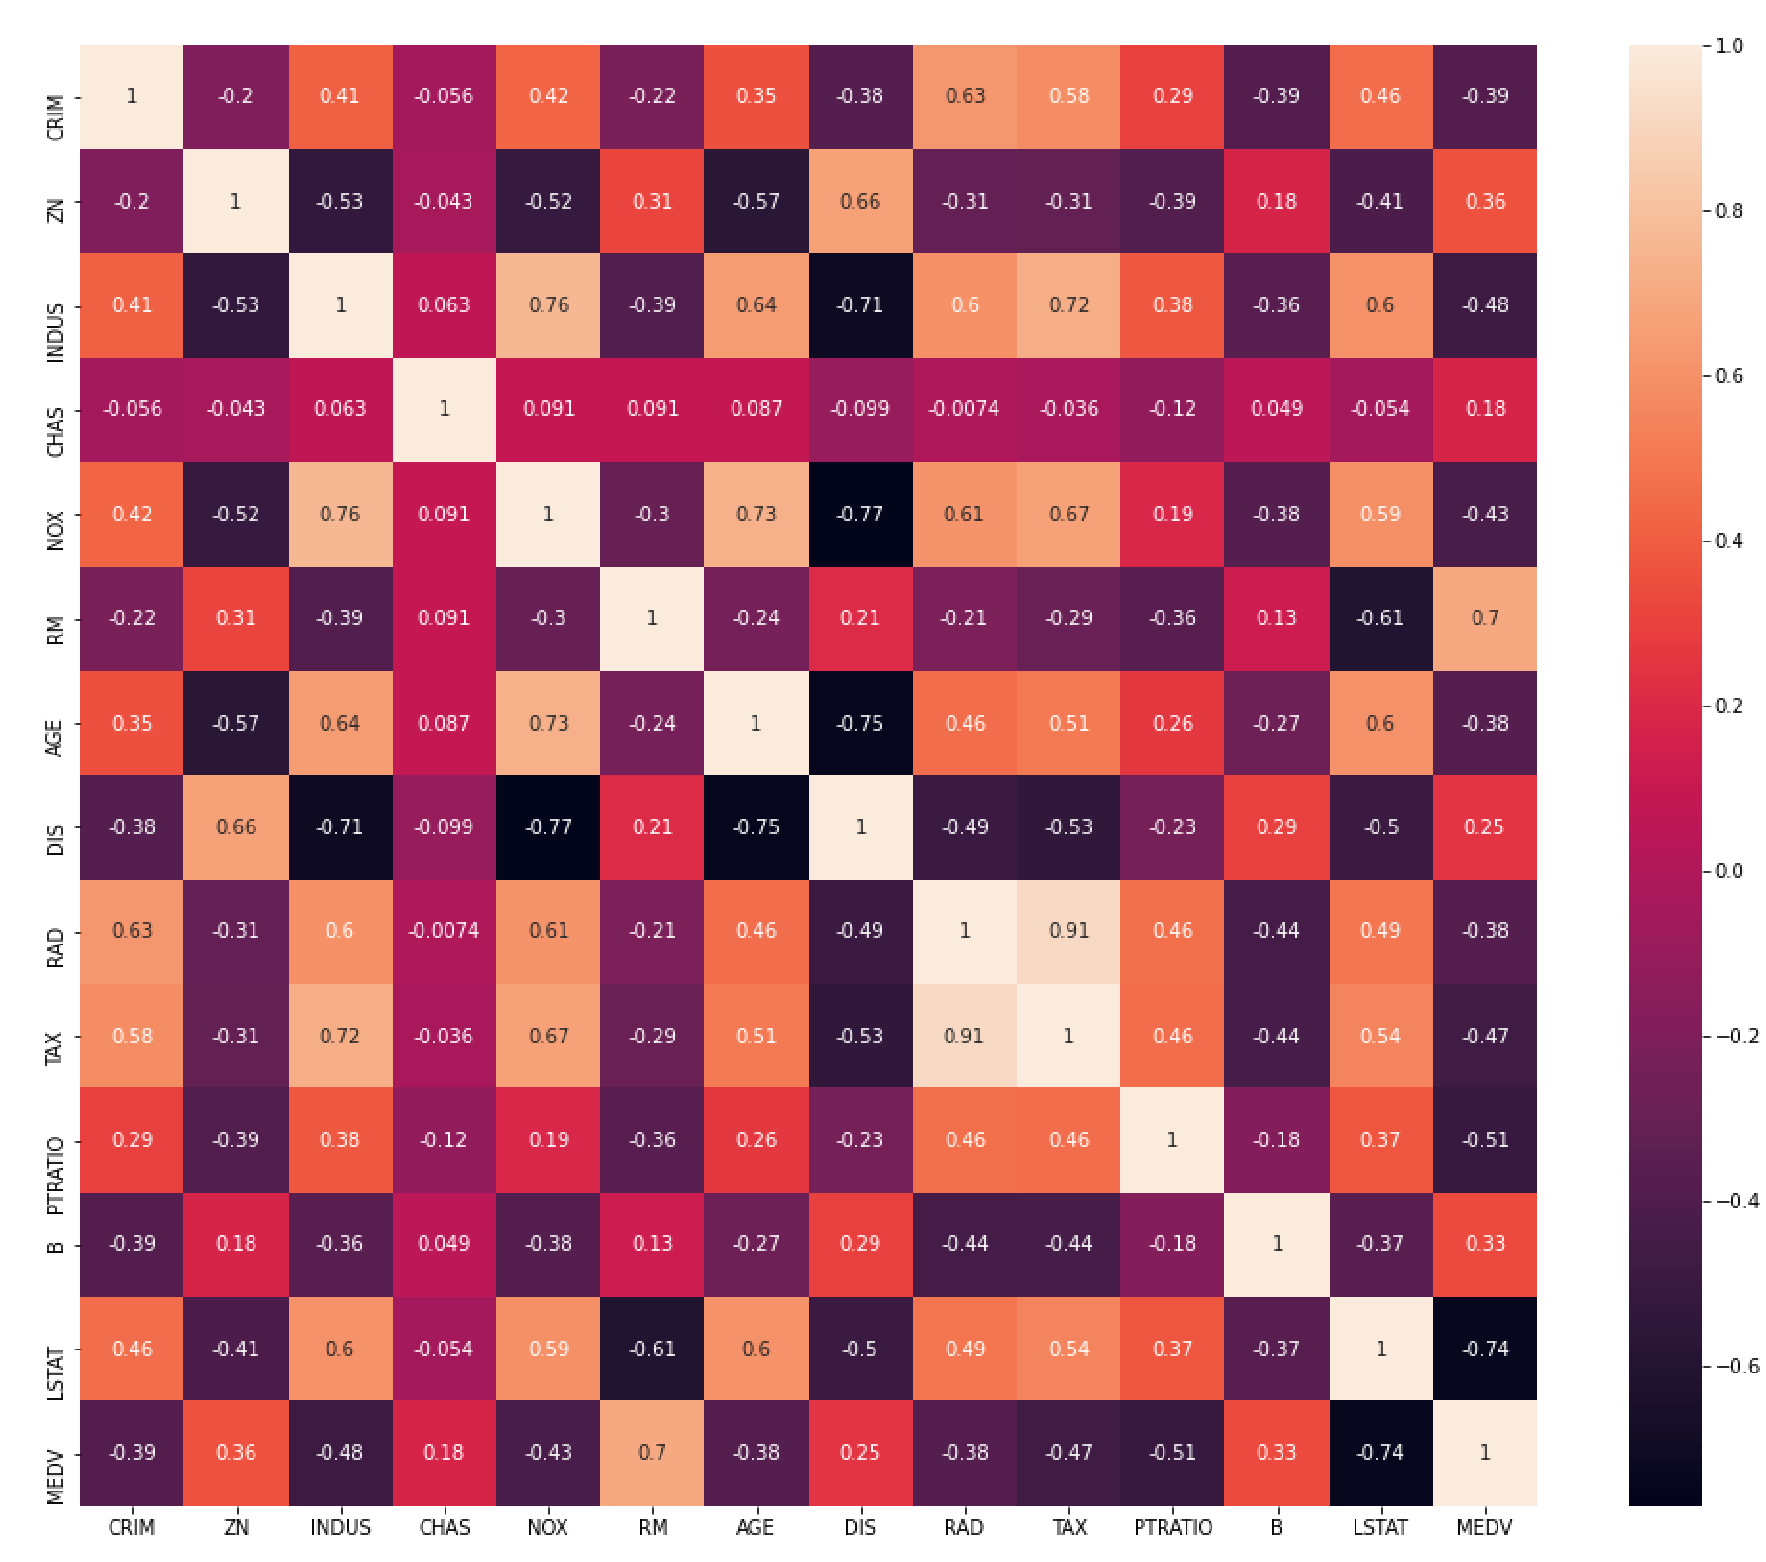 CRIM 1 -0.2 0.41 -0.056 0.42 -0.22 0.35 -0.38 0.63 0.58 0.29 -0.39 0.46 -0.39
ZN -0.2 1 -0.53 -0.043 -0.52 0.31 -0.57 0.66 -0.31 -0.31 -0.39 0.18 -0.41 0.36
INDUS 0.41 -0.53 1 0.063 0.76 -0.39 0.64 -0.71 0.6 0.72 0.38 -0.36 0.6 -0.48
CHAS -0.056 -0.043 0.063 1 0.091 0.091 0.087 -0.099 -0.0074 -0.036 -0.12 0.049 -0.054 0.18
NOX 0.42 -0.52 0.76 0.091 1 -0.3 0.73 -0.77 0.61 0.67 0.19 -0.38 0.59 -0.43
RM -0.22 0.31 -0.39 0.091 -0.3 1 -0.24 0.21 -0.21 -0.29 -0.36 0.13 -0.61 0.7
AGE 0.35 -0.57 0.64 0.087 0.73 -0.24 1 -0.75 0.46 0.51 0.26 -0.27 0.6 -0.38
DIS -0.38 0.66 -0.71 -0.099 -0.77 0.21 -0.75 1 -0.49 -0.53 -0.23 0.29 -0.5 0.25
RAD 0.63 -0.31 0.6 -0.0074 0.61 -0.21 0.46 -0.49 1 0.91 0.46 -0.44 0.49 -0.38
TAX 0.58 -0.31 0.72 -0.036 0.67 -0.29 0.51 -0.53 0.91 1 0.46 -0.44 0.54 -0.47
PTRATIO 0.29 -0.39 0.38 -0.12 0.19 -0.36 0.26 -0.23 0.46 0.46 1 -0.18 0.37 -0.51
B -0.39 0.18 -0.36 0.049 -0.38 0.13 -0.27 0.29 -0.44 -0.44 -0.18 1 -0.37 0.33
LSTAT 0.46 -0.41 0.6 -0.054 0.59 -0.61 0.6 -0.5 0.49 0.54 0.37 -0.37 1 -0.74
MEDV -0.39 0.36 -0.48 0.18 -0.43 0.7 -0.38 0.25 -0.38 -0.47 -0.51 0.33 -0.74 1
CRIM ZN INDUS CHAS NOX RM AGE DIS RAD TAX PTRATIO B LSTAT MEDV
1.0
0.8
0.6
0.4
0.2
0.0
−0.2
−0.4
−0.6